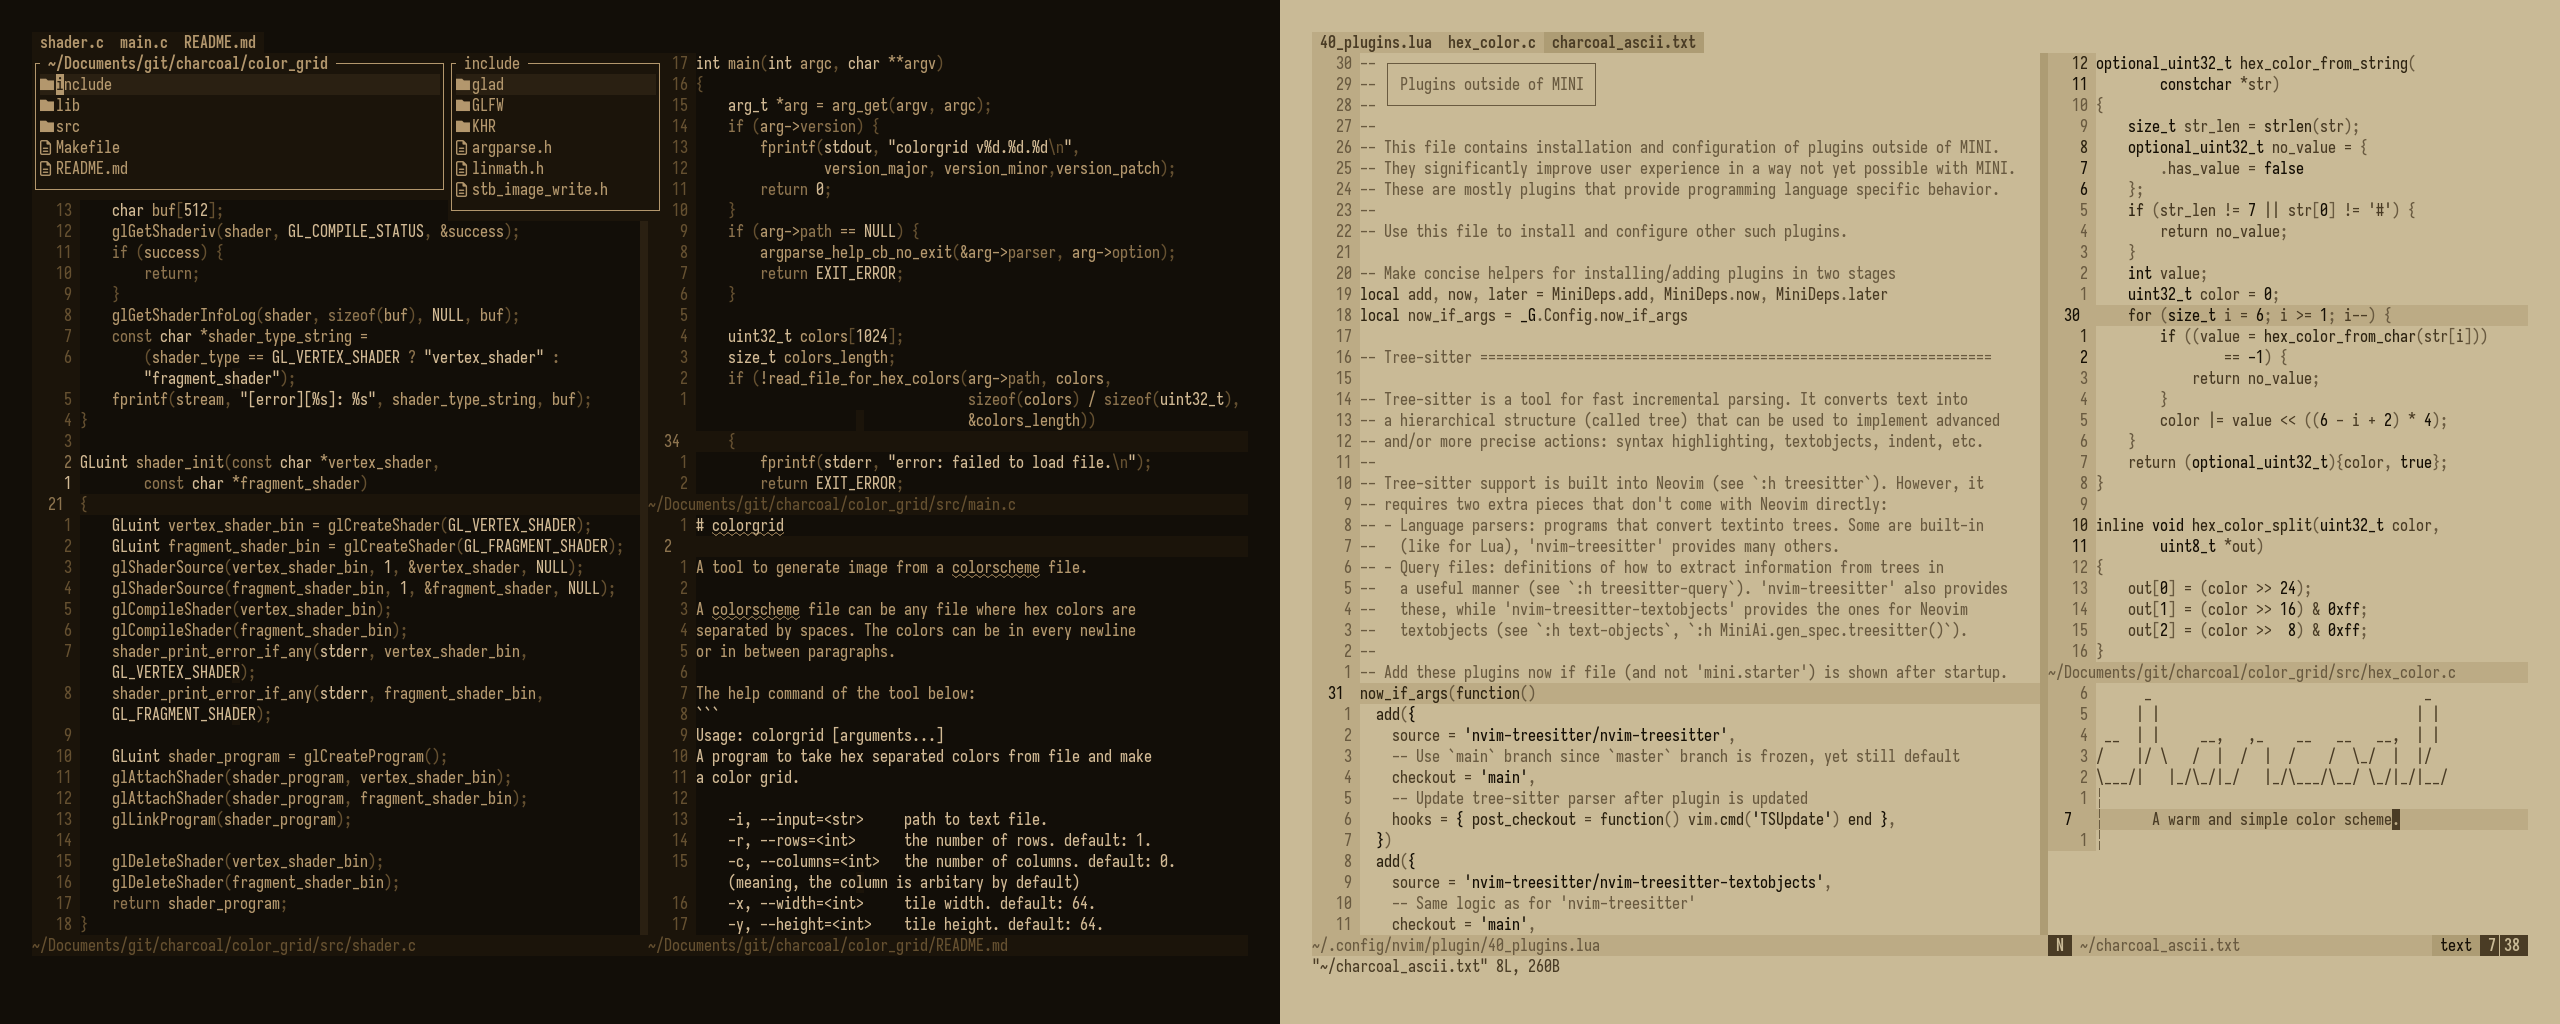 shader.c  main.c  README.md
~/Documents/git/charcoal/color_grid
include
lib
src
Makefile
README.md
include
glad
GLFW
KHR
argparse.h
linmath.h
stb_image_write.h
13    char buf[512];
12    glGetShaderiv(shader, GL_COMPILE_STATUS, &success);
11    if (success) {
10        return;
9    }
8    glGetShaderInfoLog(shader, sizeof(buf), NULL, buf);
7    const char *shader_type_string =
6        (shader_type == GL_VERTEX_SHADER ? "vertex_shader" :
        "fragment_shader");
5    fprintf(stream, "[error][%s]: %s", shader_type_string, buf);
4 }
3
2 GLuint shader_init(const char *vertex_shader,
1        const char *fragment_shader)
21 {
1    GLuint vertex_shader_bin = glCreateShader(GL_VERTEX_SHADER);
2    GLuint fragment_shader_bin = glCreateShader(GL_FRAGMENT_SHADER);
3    glShaderSource(vertex_shader_bin, 1, &vertex_shader, NULL);
4    glShaderSource(fragment_shader_bin, 1, &fragment_shader, NULL);
5    glCompileShader(vertex_shader_bin);
6    glCompileShader(fragment_shader_bin);
7    shader_print_error_if_any(stderr, vertex_shader_bin,
    GL_VERTEX_SHADER);
8    shader_print_error_if_any(stderr, fragment_shader_bin,
    GL_FRAGMENT_SHADER);
9
10    GLuint shader_program = glCreateProgram();
11    glAttachShader(shader_program, vertex_shader_bin);
12    glAttachShader(shader_program, fragment_shader_bin);
13    glLinkProgram(shader_program);
14
15    glDeleteShader(vertex_shader_bin);
16    glDeleteShader(fragment_shader_bin);
17    return shader_program;
18 }
~/Documents/git/charcoal/color_grid/src/shader.c
17 int main(int argc, char **argv)
16 {
15    arg_t *arg = arg_get(argv, argc);
14    if (arg->version) {
13        fprintf(stdout, "colorgrid v%d.%d.%d\n",
12                version_major, version_minor,version_patch);
11        return 0;
10    }
9    if (arg->path == NULL) {
8        argparse_help_cb_no_exit(&arg->parser, arg->option);
7        return EXIT_ERROR;
6    }
5
4    uint32_t colors[1024];
3    size_t colors_length;
2    if (!read_file_for_hex_colors(arg->path, colors,
1                                  sizeof(colors) / sizeof(uint32_t),
                                  &colors_length))
34    {
1        fprintf(stderr, "error: failed to load file.\n");
2        return EXIT_ERROR;
~/Documents/git/charcoal/color_grid/src/main.c
1 # colorgrid
2
1 A tool to generate image from a colorscheme file.
2
3 A colorscheme file can be any file where hex colors are
4 separated by spaces. The colors can be in every newline
5 or in between paragraphs.
6
7 The help command of the tool below:
8 ```
9 Usage: colorgrid [arguments...]
10 A program to take hex separated colors from file and make
11 a color grid.
12
13    -i, --input=<str>     path to text file.
14    -r, --rows=<int>      the number of rows. default: 1.
15    -c, --columns=<int>   the number of columns. default: 0.
    (meaning, the column is arbitary by default)
16    -x, --width=<int>     tile width. default: 64.
17    -y, --height=<int>    tile height. default: 64.
~/Documents/git/charcoal/color_grid/README.md
40_plugins.lua  hex_color.c  charcoal_ascii.txt
30 --
29 --  Plugins outside of MINI
28 --
27 --
26 -- This file contains installation and configuration of plugins outside of MINI.
25 -- They significantly improve user experience in a way not yet possible with MINI.
24 -- These are mostly plugins that provide programming language specific behavior.
23 --
22 -- Use this file to install and configure other such plugins.
21
20 -- Make concise helpers for installing/adding plugins in two stages
19 local add, now, later = MiniDeps.add, MiniDeps.now, MiniDeps.later
18 local now_if_args = _G.Config.now_if_args
17
16 -- Tree-sitter ================================================================
15
14 -- Tree-sitter is a tool for fast incremental parsing. It converts text into
13 -- a hierarchical structure (called tree) that can be used to implement advanced
12 -- and/or more precise actions: syntax highlighting, textobjects, indent, etc.
11 --
10 -- Tree-sitter support is built into Neovim (see `:h treesitter`). However, it
9 -- requires two extra pieces that don't come with Neovim directly:
8 -- - Language parsers: programs that convert textinto trees. Some are built-in
7 --   (like for Lua), 'nvim-treesitter' provides many others.
6 -- - Query files: definitions of how to extract information from trees in
5 --   a useful manner (see `:h treesitter-query`). 'nvim-treesitter' also provides
4 --   these, while 'nvim-treesitter-textobjects' provides the ones for Neovim
3 --   textobjects (see `:h text-objects`, `:h MiniAi.gen_spec.treesitter()`).
2 --
1 -- Add these plugins now if file (and not 'mini.starter') is shown after startup.
31 now_if_args(function()
1   add({
2     source = 'nvim-treesitter/nvim-treesitter',
3     -- Use `main` branch since `master` branch is frozen, yet still default
4     checkout = 'main',
5     -- Update tree-sitter parser after plugin is updated
6     hooks = { post_checkout = function() vim.cmd('TSUpdate') end },
7   })
8   add({
9     source = 'nvim-treesitter/nvim-treesitter-textobjects',
10     -- Same logic as for 'nvim-treesitter'
11     checkout = 'main',
~/.config/nvim/plugin/40_plugins.lua
"~/charcoal_ascii.txt" 8L, 260B
12 optional_uint32_t hex_color_from_string(
11        constchar *str)
10 {
9    size_t str_len = strlen(str);
8    optional_uint32_t no_value = {
7        .has_value = false
6    };
5    if (str_len != 7 || str[0] != '#') {
4        return no_value;
3    }
2    int value;
1    uint32_t color = 0;
30    for (size_t i = 6; i >= 1; i--) {
1        if ((value = hex_color_from_char(str[i]))
2                == -1) {
3            return no_value;
4        }
5        color |= value << ((6 - i + 2) * 4);
6    }
7    return (optional_uint32_t){color, true};
8 }
9
10 inline void hex_color_split(uint32_t color,
11        uint8_t *out)
12 {
13    out[0] = (color >> 24);
14    out[1] = (color >> 16) & 0xff;
15    out[2] = (color >>  8) & 0xff;
16 }
~/Documents/git/charcoal/color_grid/src/hex_color.c
6       _                                  _
5      | |                                | |
4  __  | |     __,   ,_    __   __   __,  | |
3 /    |/ \   /  |  /  |  /    /  \_/  |  |/
2 \___/|   |_/\_/|_/   |_/\___/\__/ \_/|_/|__/
1
7       A warm and simple color scheme.
1
N  ~/charcoal_ascii.txt  text  7|38